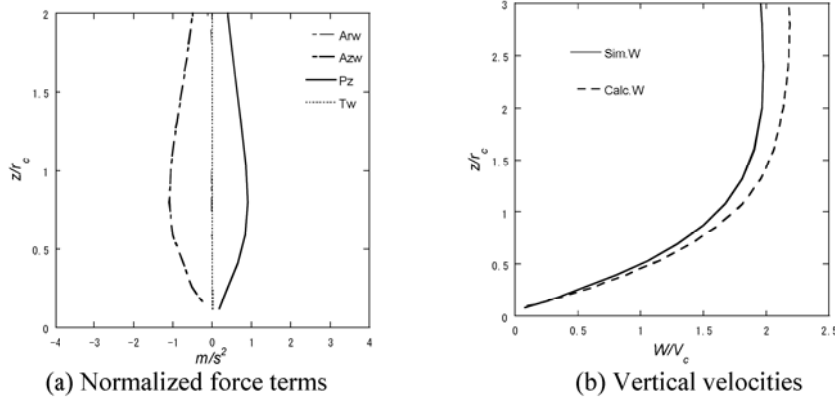 2
1.5
1
0.5
0
z/r_c
Arw
Azw
Pz
Tw
-4 -3 -2 -1 0 1 2 3 4
m/s^2
(a) Normalized force terms
3
2.5
2
1.5
1
0.5
0
z/r_c
Sim.W
Calc.W
0 0.5 1 1.5 2 2.5
W/V_c
(b) Vertical velocities